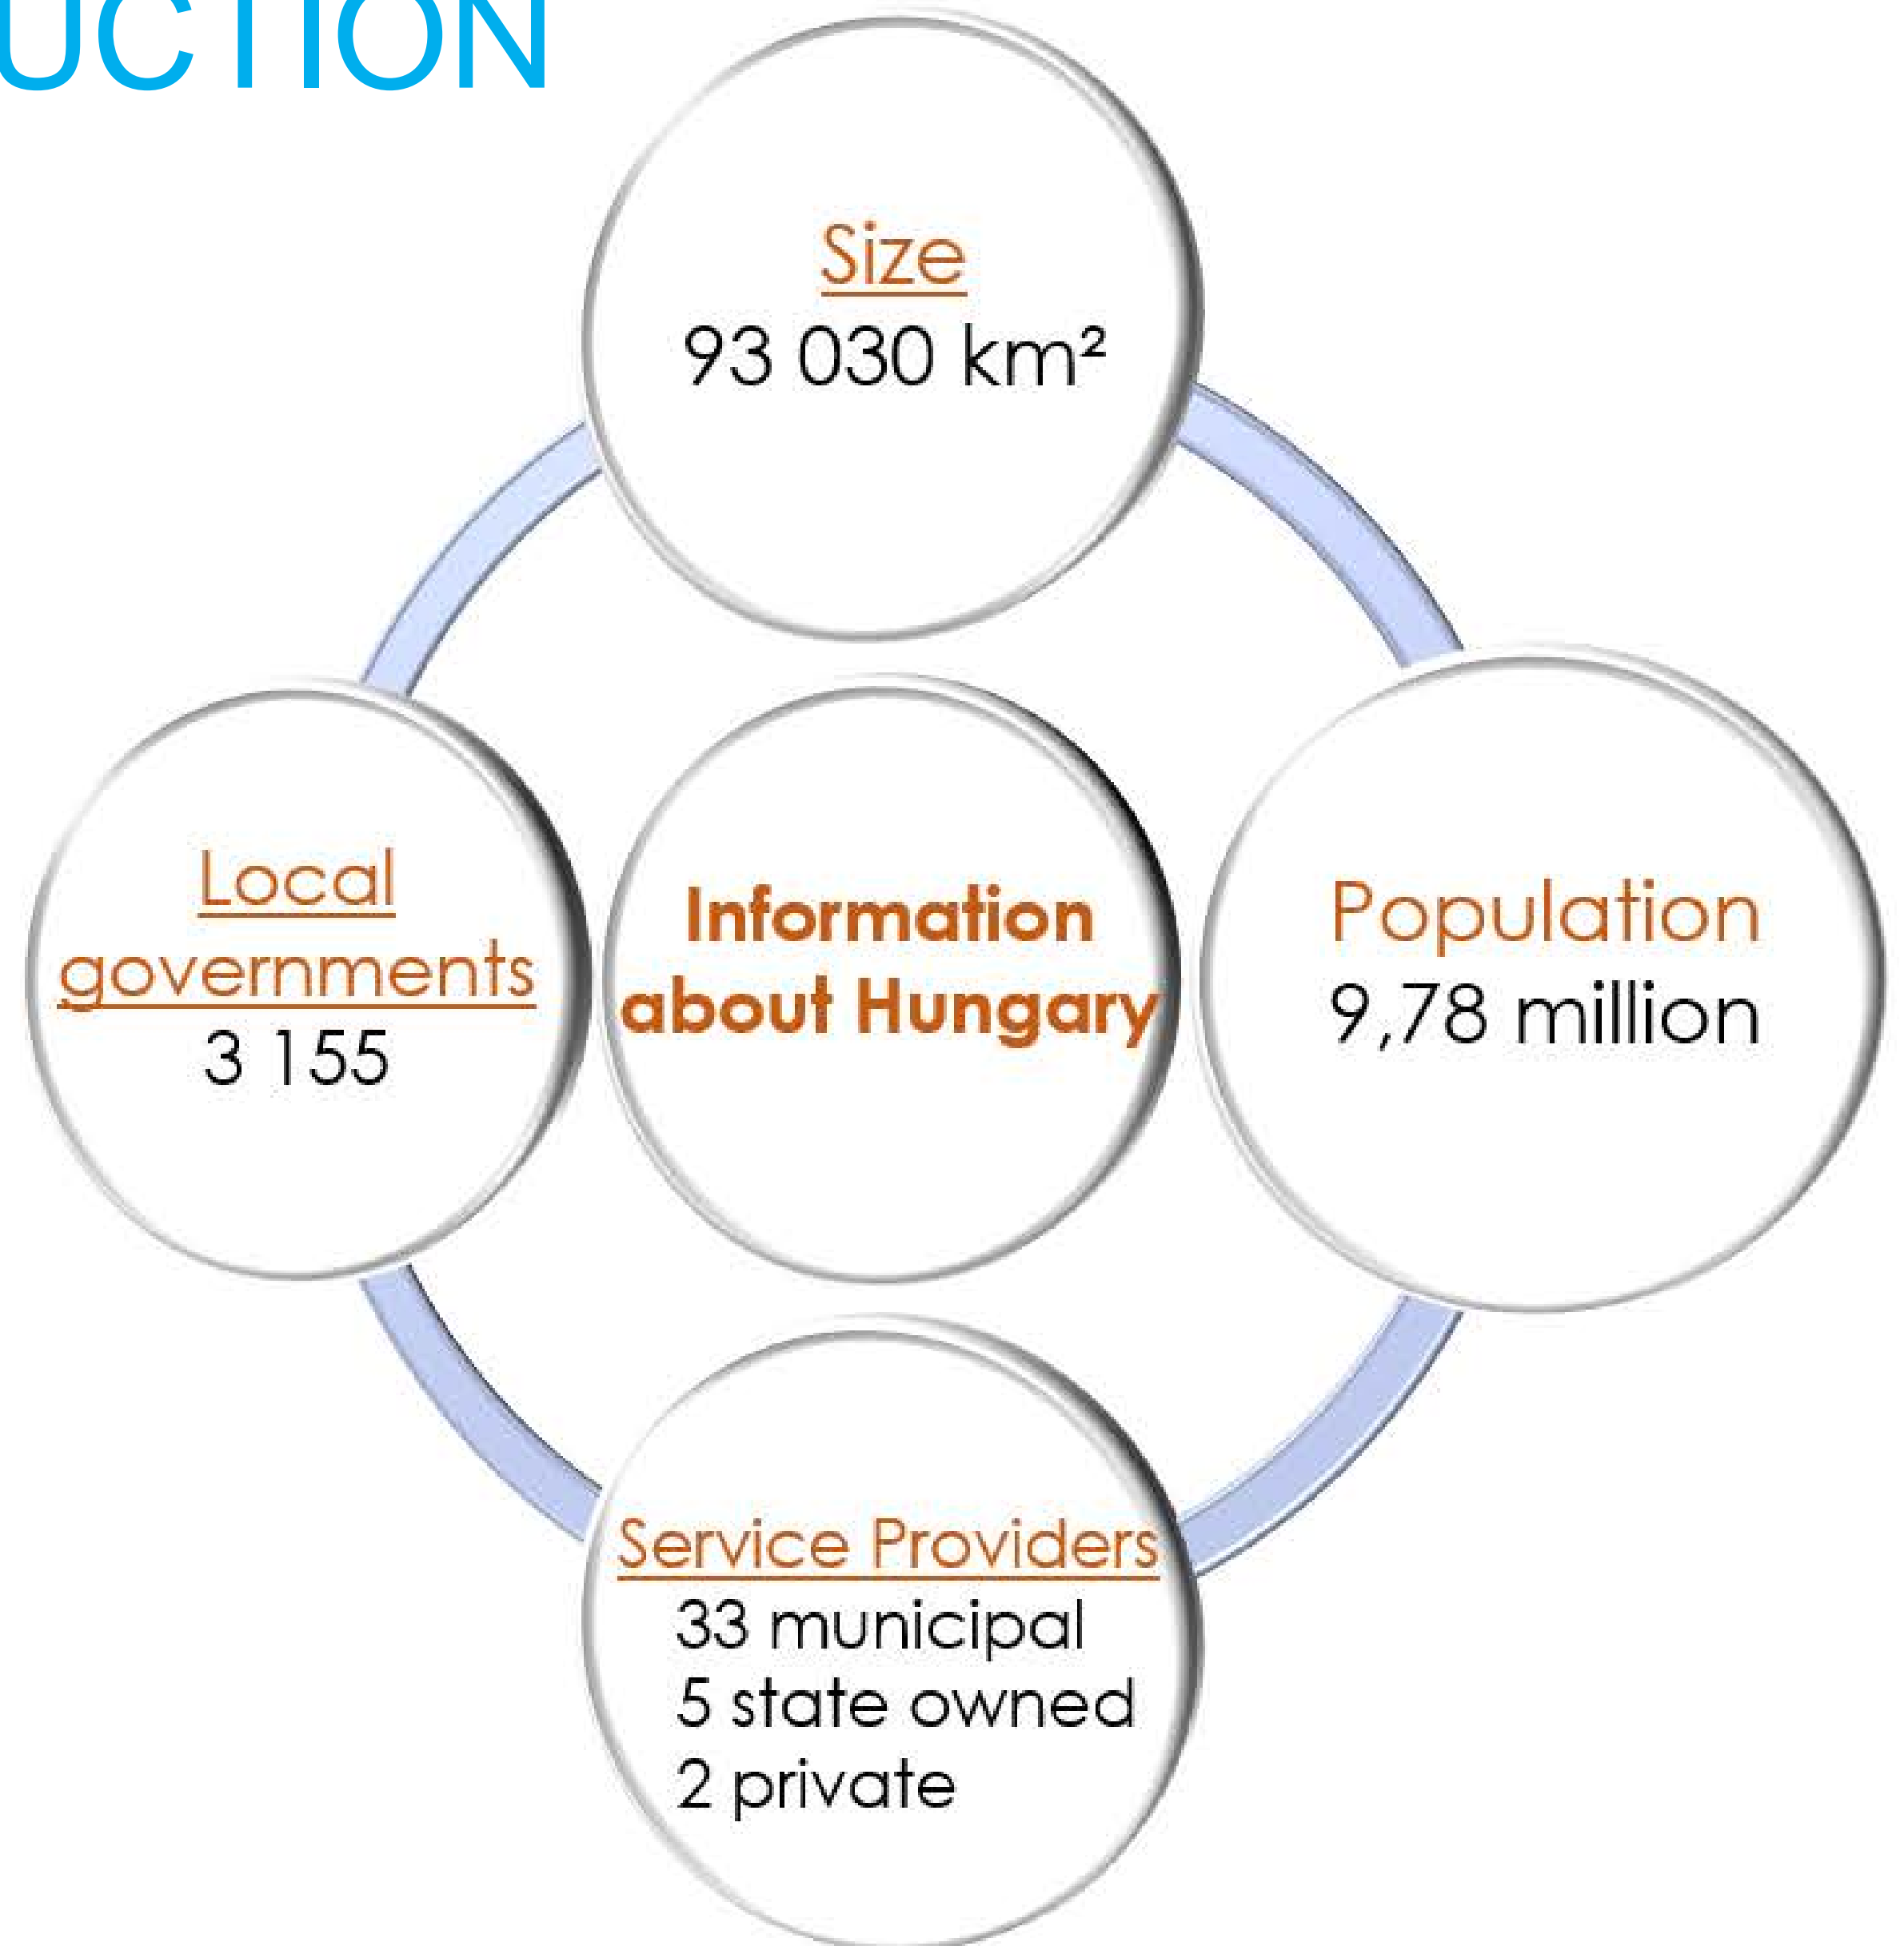 UCTION
Size
93 030 km²
Local
governments
3 155
Information
about Hungary
Population
9,78 million
Service Providers
33 municipal
5 state owned
2 private